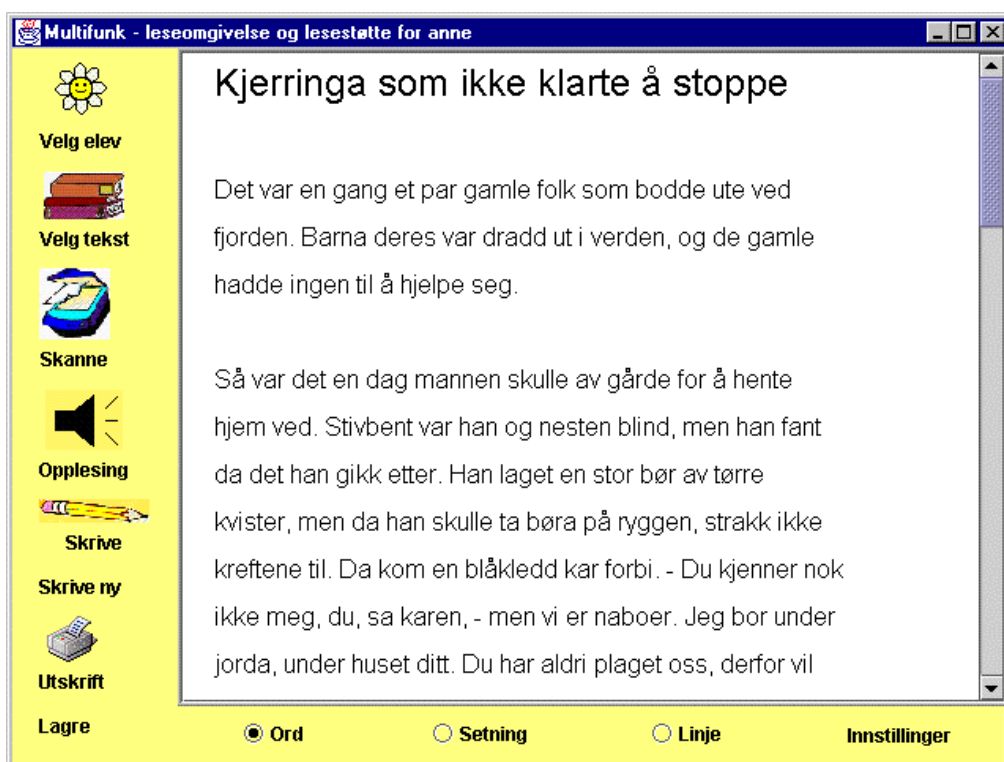 Multifunk - leseomgivelse og lesestøtte for anne
Velg elev
Velg tekst
Skanne
Opplesing
Skrive
Skrive ny
Utskrift
Lagre
Kjerringa som ikke klarte å stoppe
Det var en gang et par gamle folk som bodde ute ved
fjorden. Barna deres var dradd ut i verden, og de gamle
hadde ingen til å hjelpe seg.
Så var det en dag mannen skulle av gårde for å hente
hjem ved. Stivbent var han og nesten blind, men han fant
da det han gikk etter. Han laget en stor bør av tørre
kvister, men da han skulle ta børa på ryggen, strakk ikke
kreftene til. Da kom en blåkledd kar forbi. - Du kjenner nok
ikke meg, du, sa karen, - men vi er naboer. Jeg bor under
jorda, under huset ditt. Du har aldri plaget oss, derfor vil
Ord Setning Linje Innstillinger